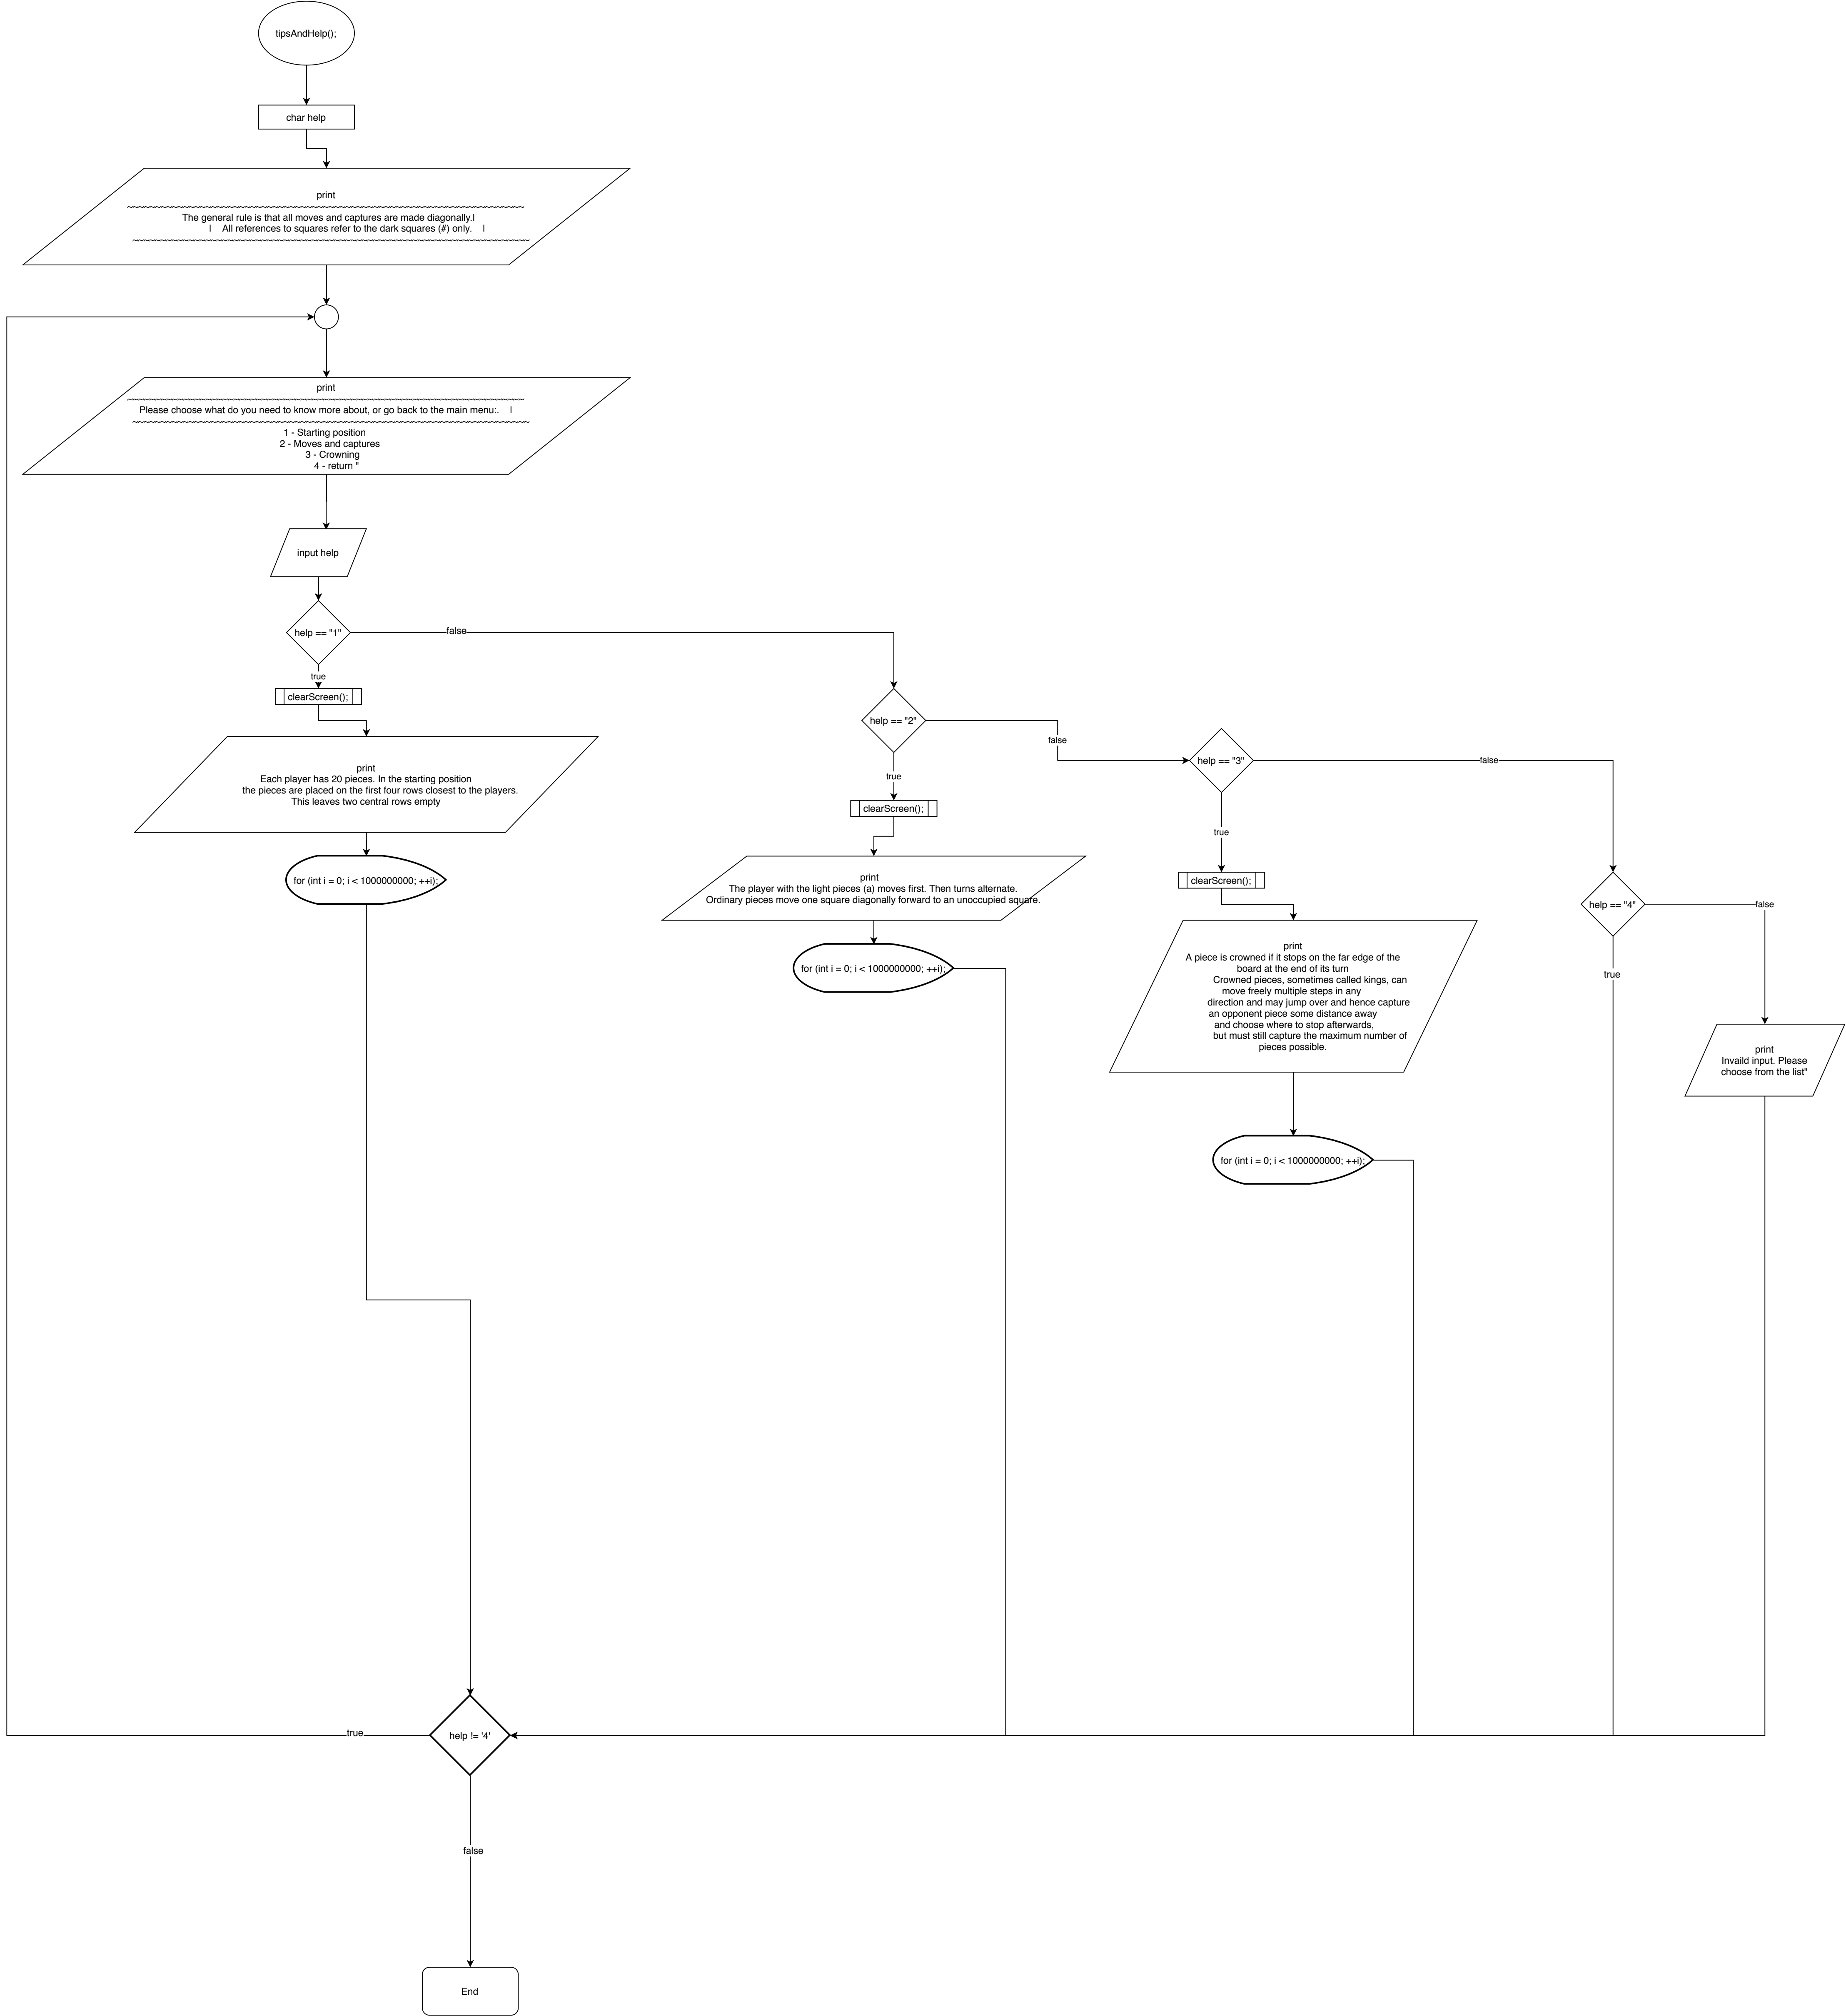 tipsAndHelp();
char help
print
~~~~~~~~~~~~~~~~~~~~~~~~~~~~~~~~~~~~~~~~~~~~~~~~~~~~~~~~~~~~~~~~~~~~
The general rule is that all moves and captures are made diagonally.|
| All references to squares refer to the dark squares (#) only. |
~~~~~~~~~~~~~~~~~~~~~~~~~~~~~~~~~~~~~~~~~~~~~~~~~~~~~~~~~~~~~~~~~~~~
print
~~~~~~~~~~~~~~~~~~~~~~~~~~~~~~~~~~~~~~~~~~~~~~~~~~~~~~~~~~~~~~~~~~~~
Please choose what do you need to know more about, or go back to the main menu:. |
~~~~~~~~~~~~~~~~~~~~~~~~~~~~~~~~~~~~~~~~~~~~~~~~~~~~~~~~~~~~~~~~~~~~
1 - Starting position
2 - Moves and captures
3 - Crowning
4 - return "
input help
help == "1"
false
true
clearScreen();
print
Each player has 20 pieces. In the starting position
the pieces are placed on the first four rows closest to the players.
This leaves two central rows empty
for (int i = 0; i < 1000000000; ++i);
help == "2"
false
true
clearScreen();
print
The player with the light pieces (a) moves first. Then turns alternate.
Ordinary pieces move one square diagonally forward to an unoccupied square.
for (int i = 0; i < 1000000000; ++i);
help == "3"
false
true
clearScreen();
print
A piece is crowned if it stops on the far edge of the
board at the end of its turn
Crowned pieces, sometimes called kings, can
move freely multiple steps in any
direction and may jump over and hence capture
an opponent piece some distance away
and choose where to stop afterwards,
but must still capture the maximum number of
pieces possible.
for (int i = 0; i < 1000000000; ++i);
help == "4"
false
true
print
Invaild input. Please
choose from the list"
help != '4'
true
false
End